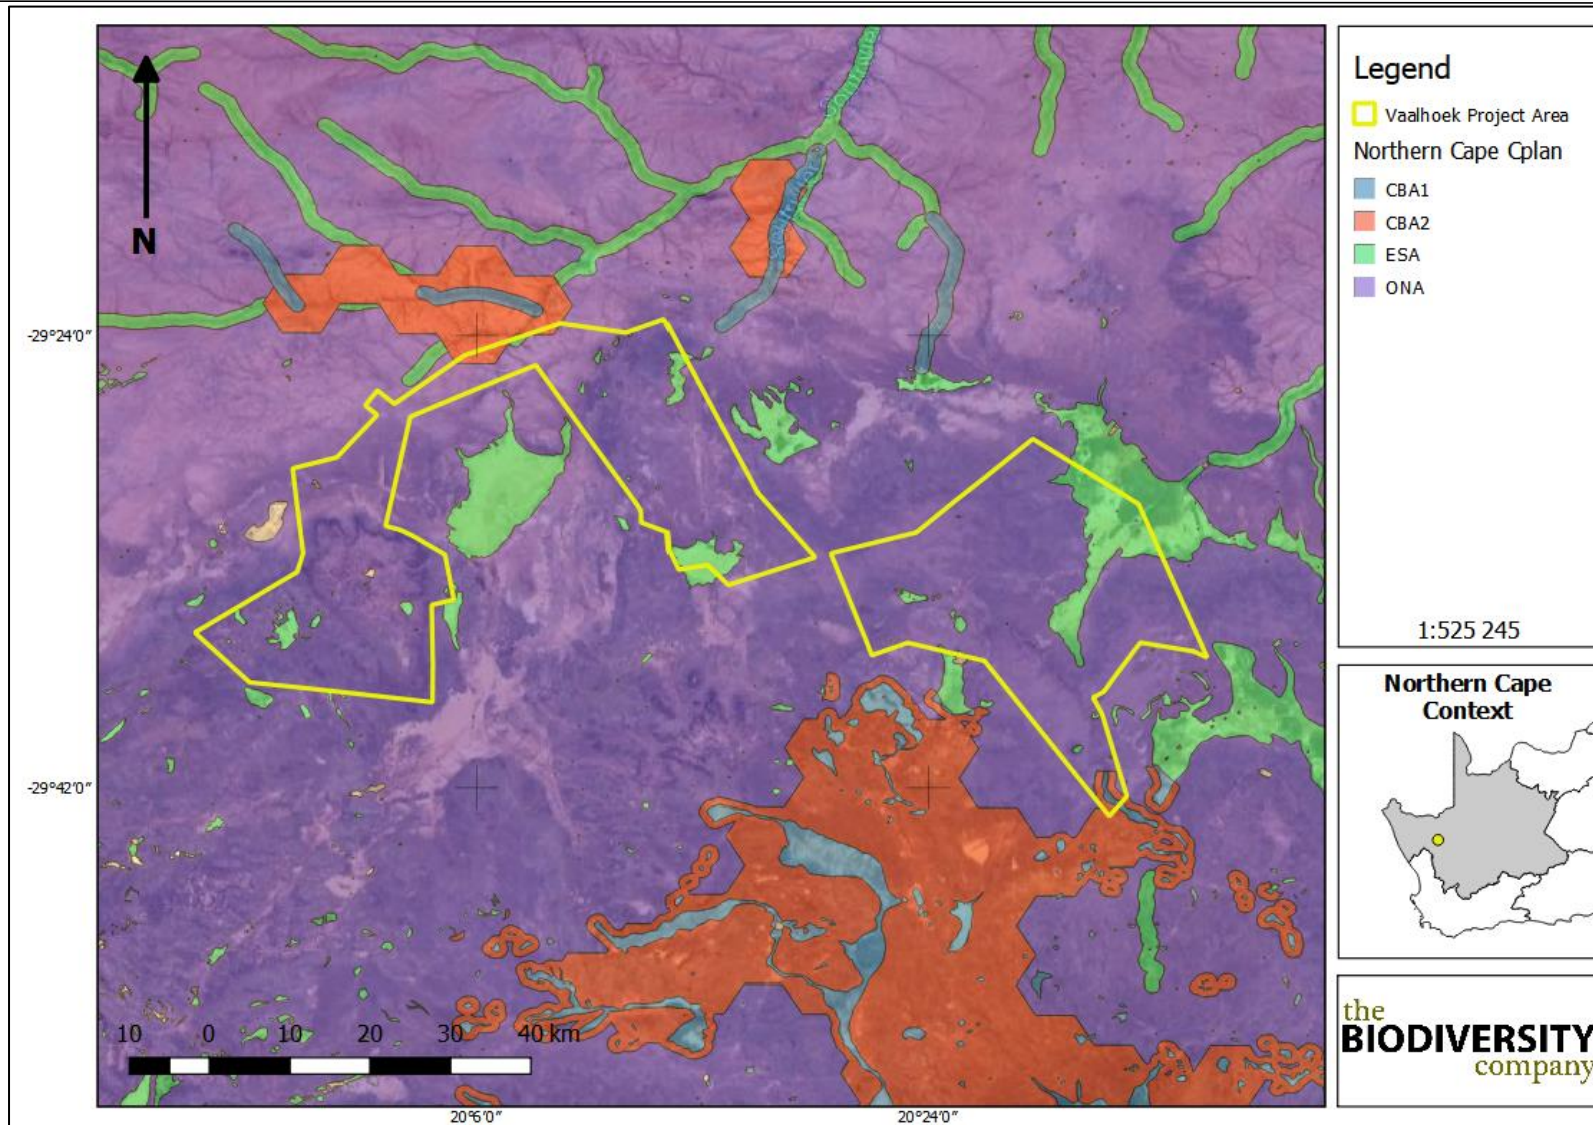 Legend
Vaalhoek Project Area
Northern Cape Cplan
CBA1
CBA2
ESA
ONA
1:525 245
N
-29°24'0"
-29°42'0"
10 0 10 20 30 40 km
20°6'0"
20°24'0"
Northern Cape
Context
the
BIODIVERSITY
company